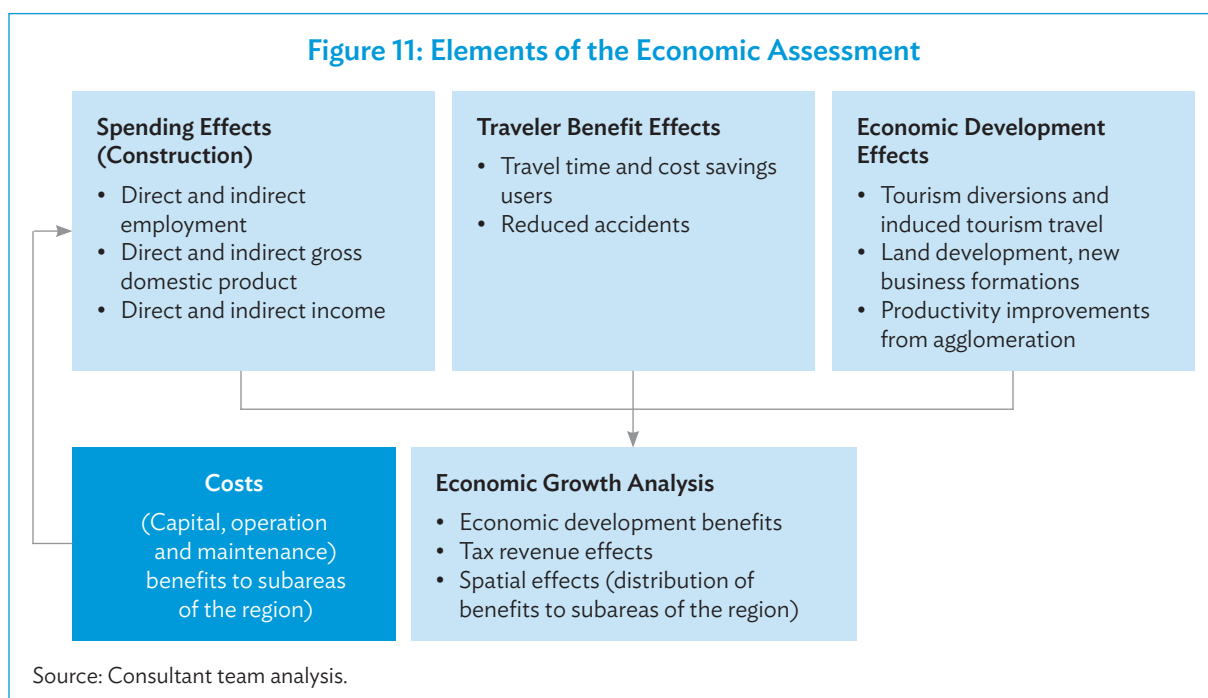 Figure 11: Elements of the Economic Assessment
Spending Effects
(Construction)
• Direct and indirect
employment
• Direct and indirect gross
domestic product
• Direct and indirect income
Traveler Benefit Effects
• Travel time and cost savings
users
• Reduced accidents
Economic Development
Effects
• Tourism diversions and
induced tourism travel
• Land development, new
business formations
• Productivity improvements
from agglomeration
Costs
(Capital, operation
and maintenance)
benefits to subareas
of the region)
Economic Growth Analysis
• Economic development benefits
• Tax revenue effects
• Spatial effects (distribution of
benefits to subareas of the region)
Source: Consultant team analysis.